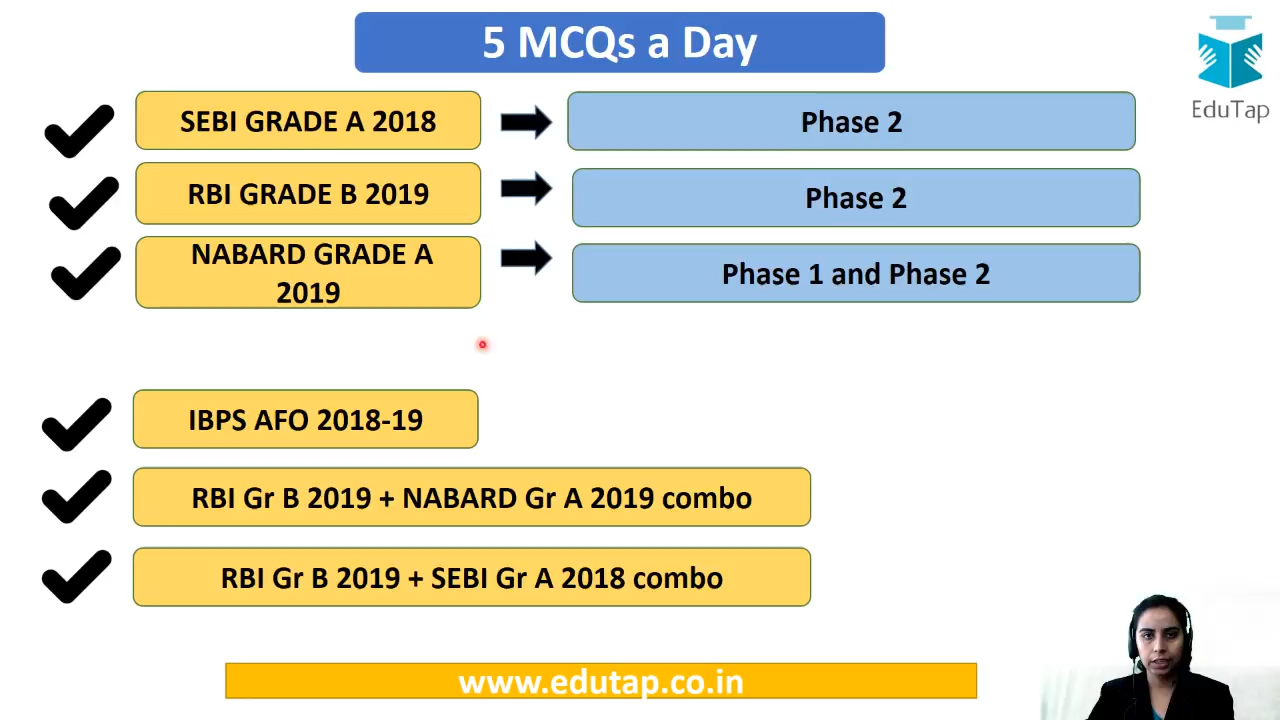 5 MCQs a Day
EduTap
SEBI GRADE A 2018
Phase 2
RBI GRADE B 2019
Phase 2
NABARD GRADE A
2019
Phase 1 and Phase 2
IBPS AFO 2018-19
RBI Gr B 2019 + NABARD Gr A 2019 combo
RBI Gr B 2019 + SEBI Gr A 2018 combo
www.edutap.co.in